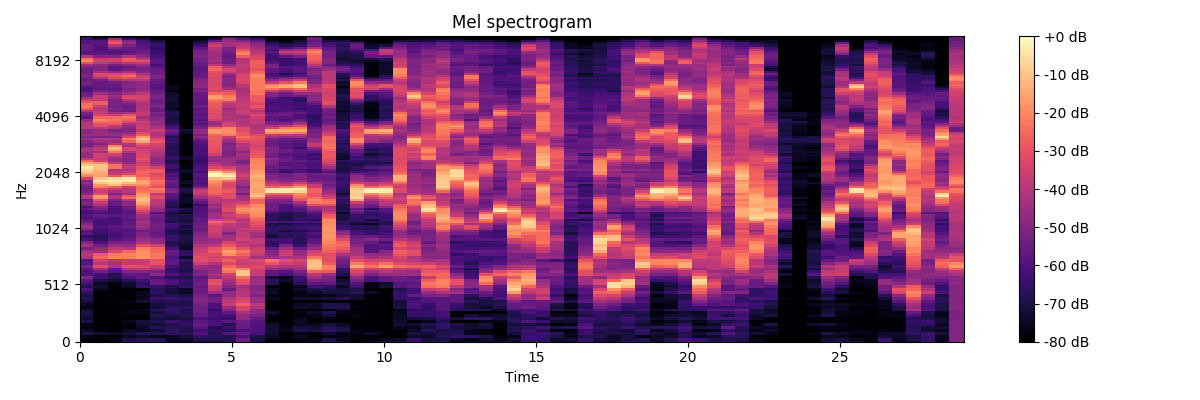 Mel spectrogram
8192
4096
2048
1024
512
0
Hz
0 5 10 15 20 25
Time
+0 dB
-10 dB
-20 dB
-30 dB
-40 dB
-50 dB
-60 dB
-70 dB
-80 dB